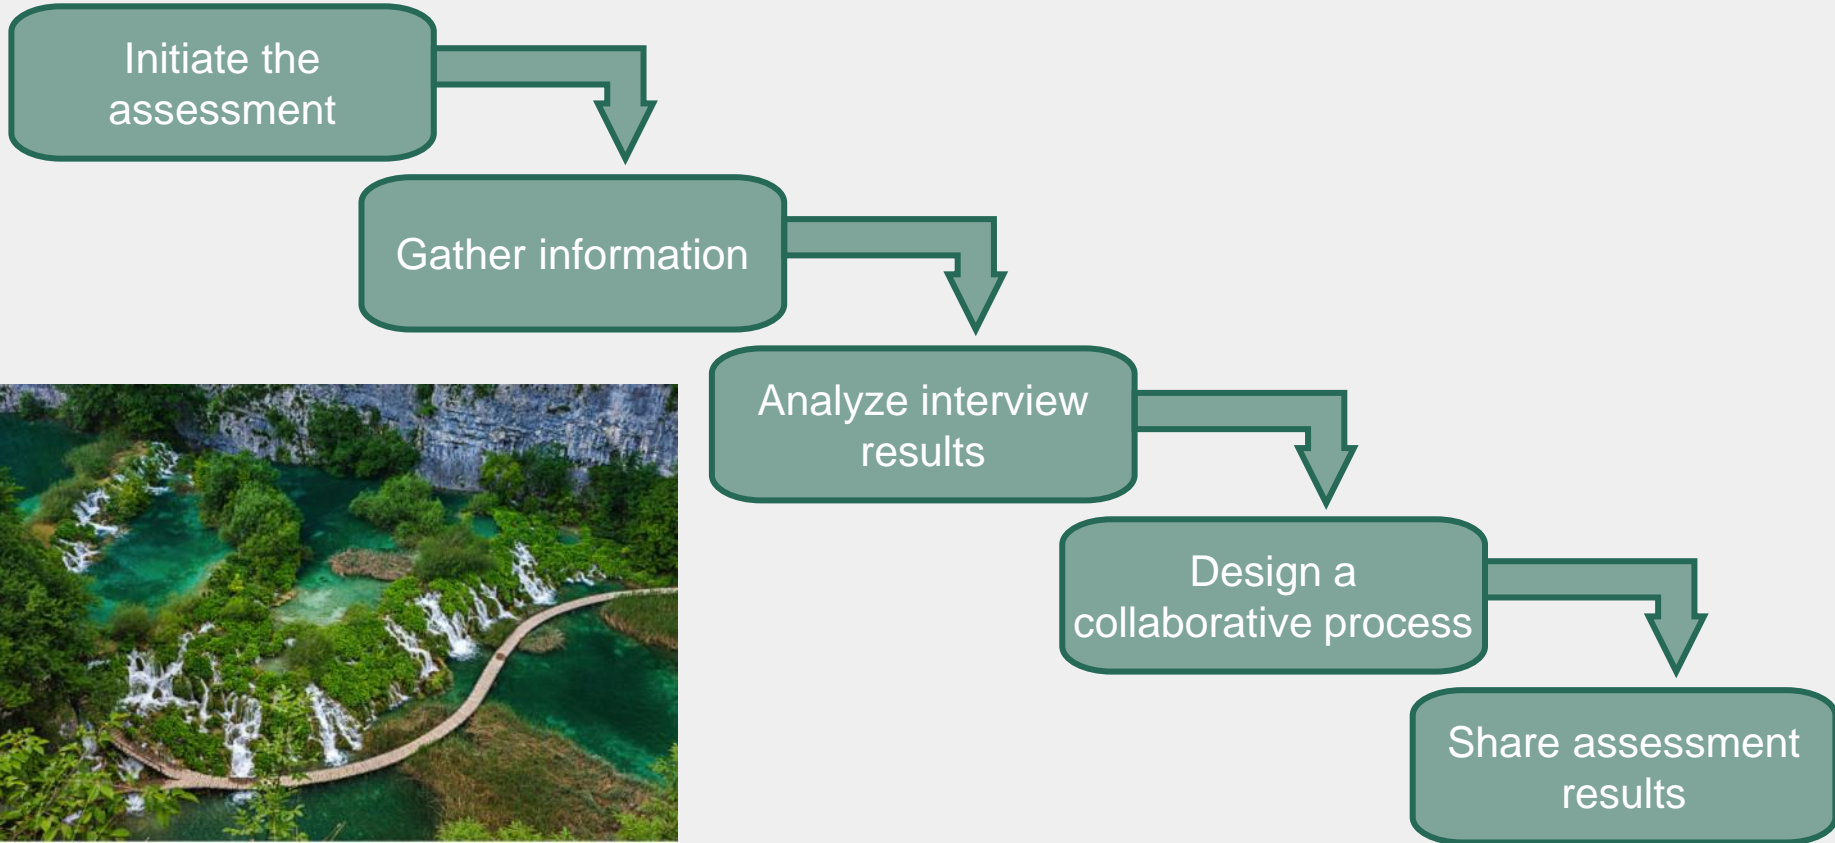 Initiate the
assessment
Gather information
Analyze interview
results
Design a
collaborative process
Share assessment
results